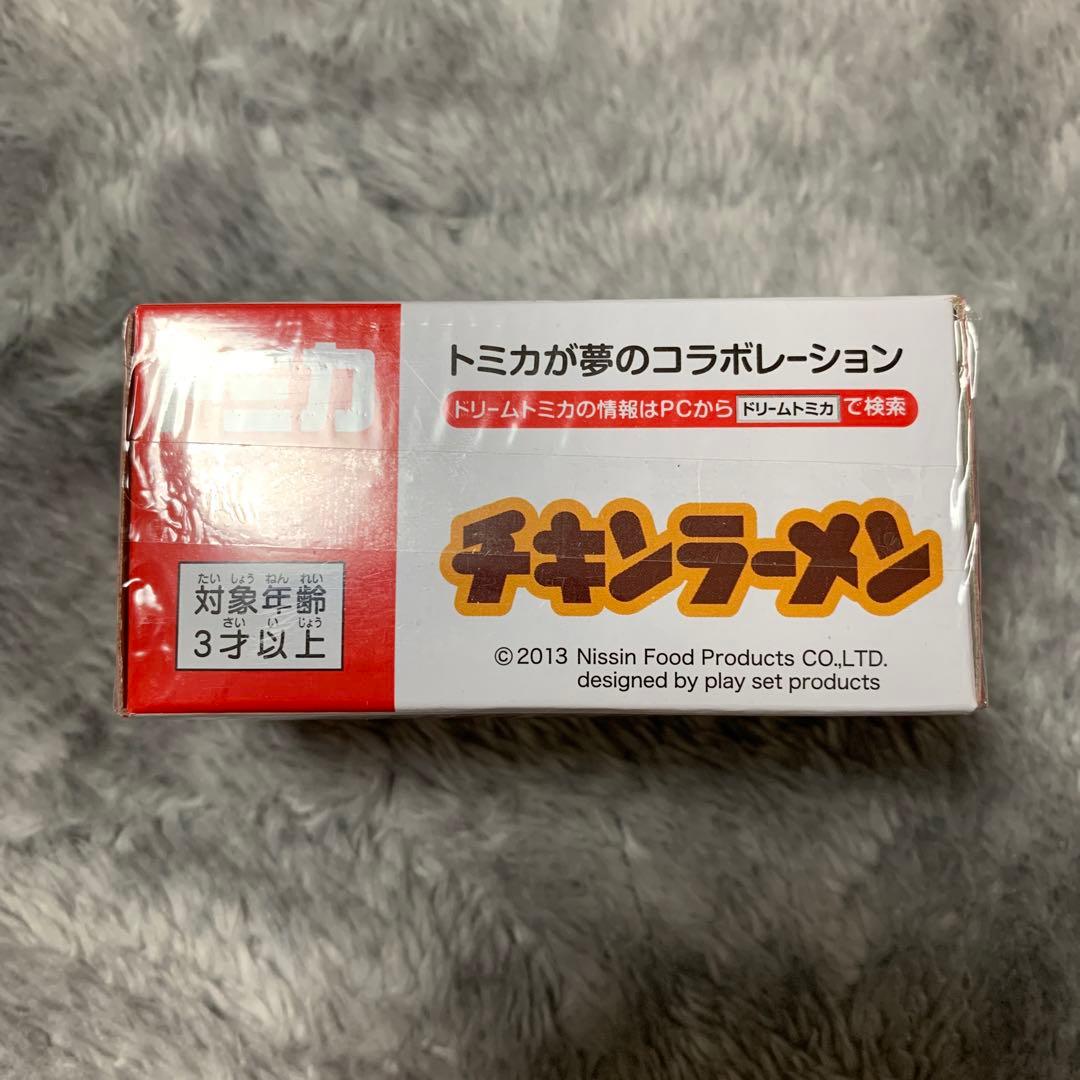 トミカ
トミカが夢のコラボレーション
ドリームトミカの情報はPCから ドリームトミカ で検索
チキンラーメン
たい しょう ねん れい
対象年齢
さい い じょう
3才以上
©2013 Nissin Food Products CO.,LTD.
designed by play set products